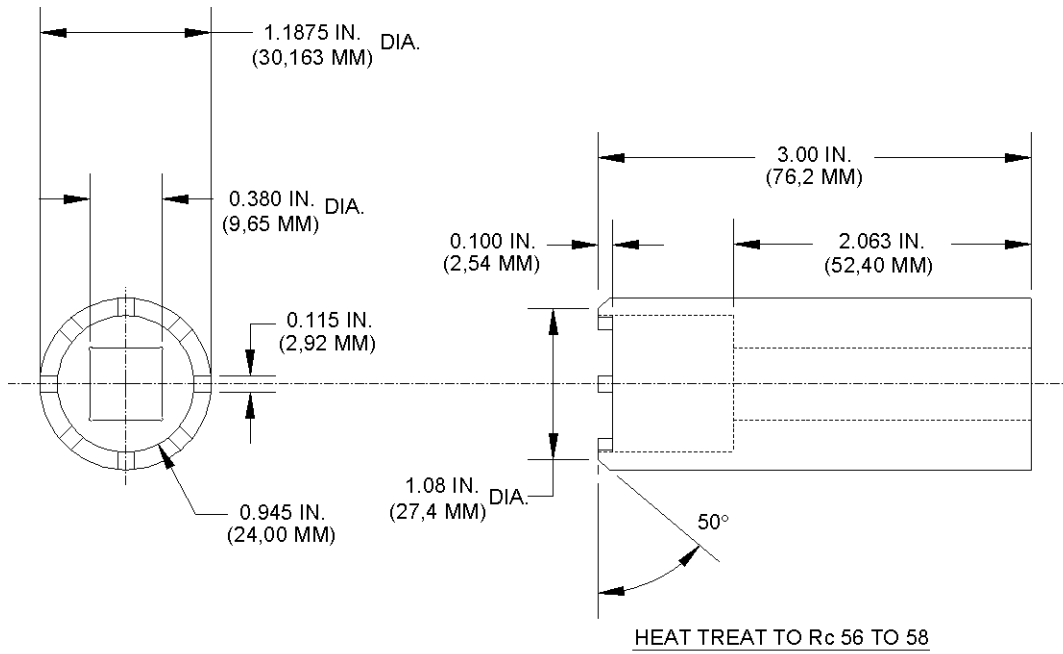 1.1875 IN. DIA.
(30,163 MM)
0.380 IN. DIA.
(9,65 MM)
0.115 IN.
(2,92 MM)
0.945 IN.
(24,00 MM)
3.00 IN.
(76,2 MM)
0.100 IN.
(2,54 MM)
2.063 IN.
(52,40 MM)
1.08 IN. DIA.
(27,4 MM)
50°
HEAT TREAT TO Rc 56 TO 58